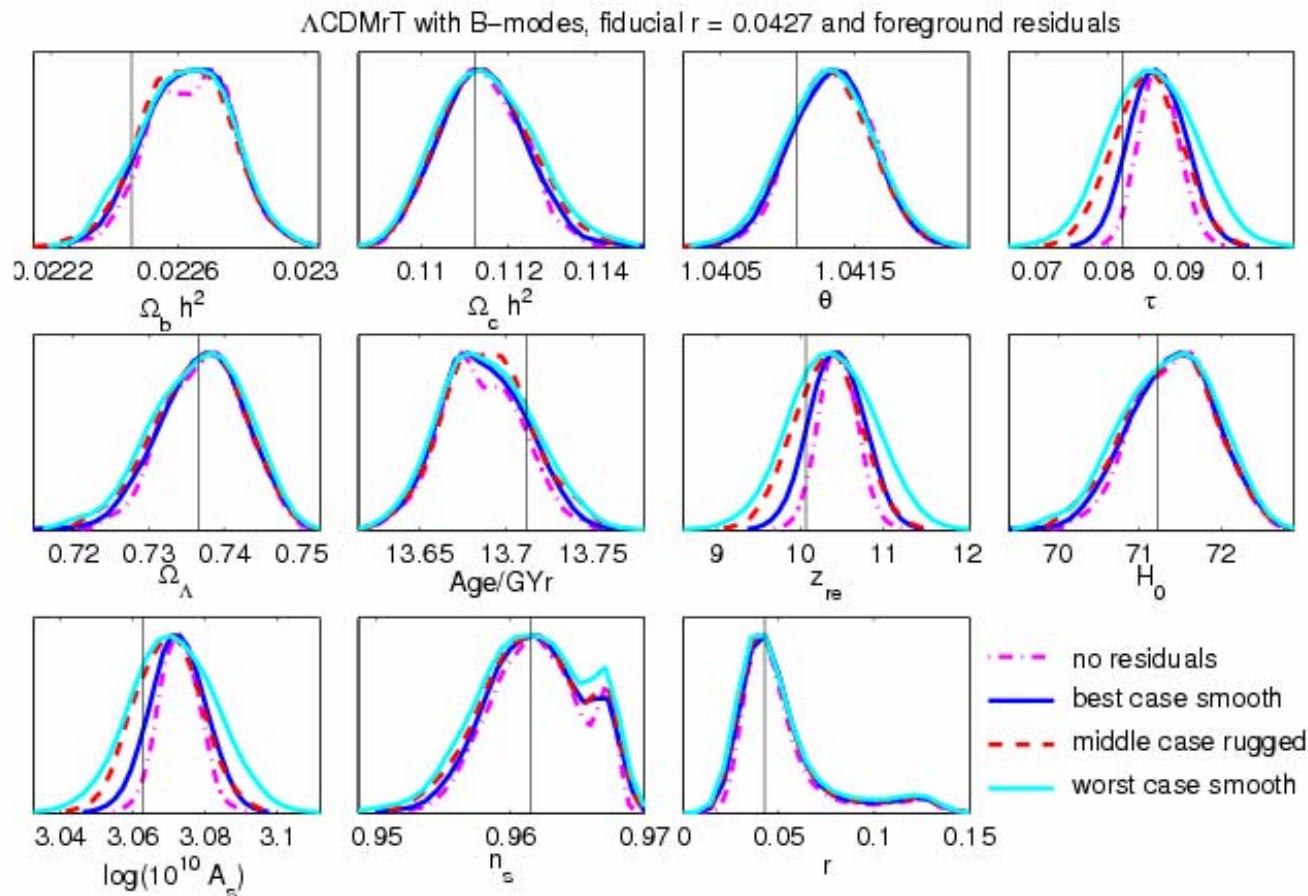 ΛCDMrT with B−modes, fiducial r = 0.0427 and foreground residuals
0.0222 0.0226 0.023
Ω_b h²
0.11 0.112 0.114
Ω_c h²
1.0405 1.0415
θ
0.07 0.08 0.09 0.1
τ
0.72 0.73 0.74 0.75
Ω_Λ
13.65 13.7 13.75
Age/GYr
9 10 11 12
z_re
70 71 72
H_0
3.04 3.06 3.08 3.1
log(10^10 A_s)
0.95 0.96 0.97
n_s
0 0.05 0.1 0.15
r
no residuals
best case smooth
middle case rugged
worst case smooth